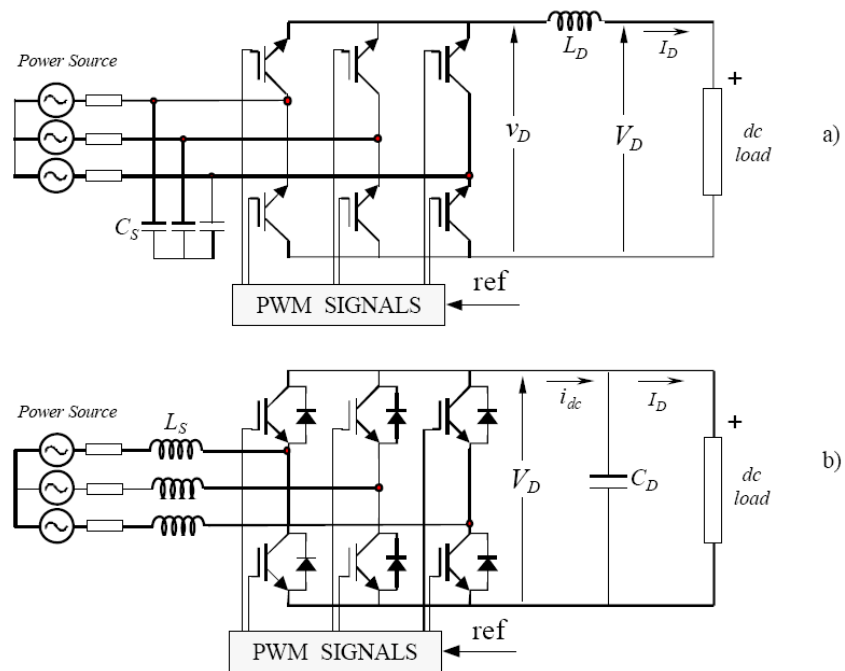 Power Source
C_S
v_D
L_D
V_D
I_D
+
dc
load
a)
PWM SIGNALS
ref
Power Source
L_S
V_D
i_dc
I_D
C_D
+
dc
load
b)
PWM SIGNALS
ref